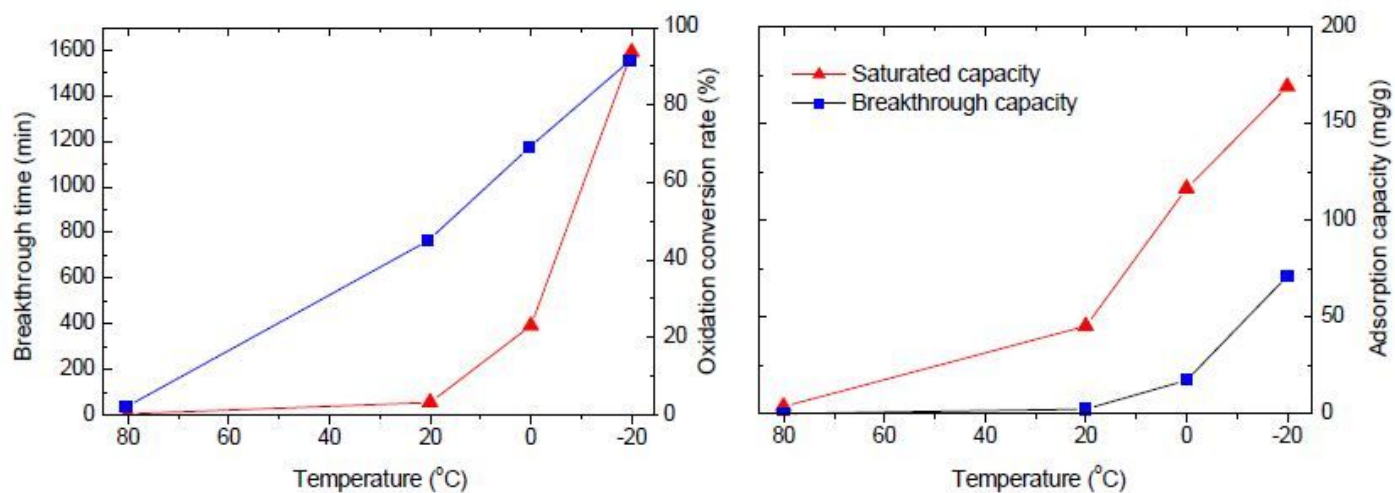 Breakthrough time (min)
1600
1400
1200
1000
800
600
400
200
0
80 60 40 20 0 -20
Temperature (°C)
100
80
60
40
20
0
Oxidation conversion rate (%)
Saturated capacity
Breakthrough capacity
80 60 40 20 0 -20
Temperature (°C)
200
150
100
50
0
Adsorption capacity (mg/g)